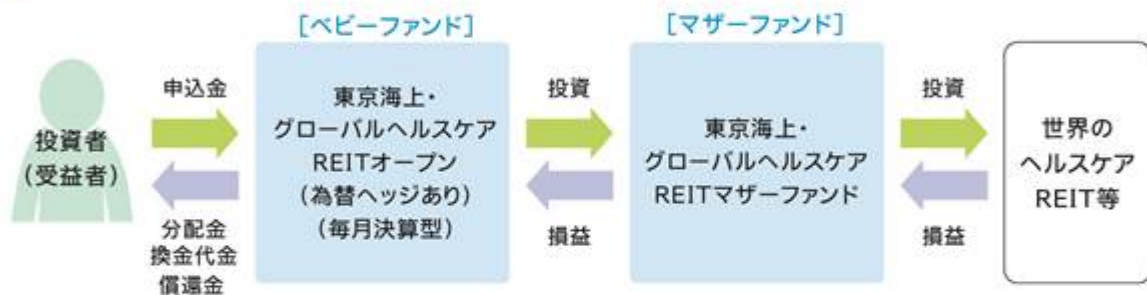 [ベビーファンド]
[マザーファンド]
投資者
(受益者)
申込金
分配金
換金代金
償還金
東京海上・
グローバルヘルスケア
REITオープン
(為替ヘッジあり)
(毎月決算型)
投資
損益
東京海上・
グローバルヘルスケア
REITマザーファンド
投資
損益
世界の
ヘルスケア
REIT等